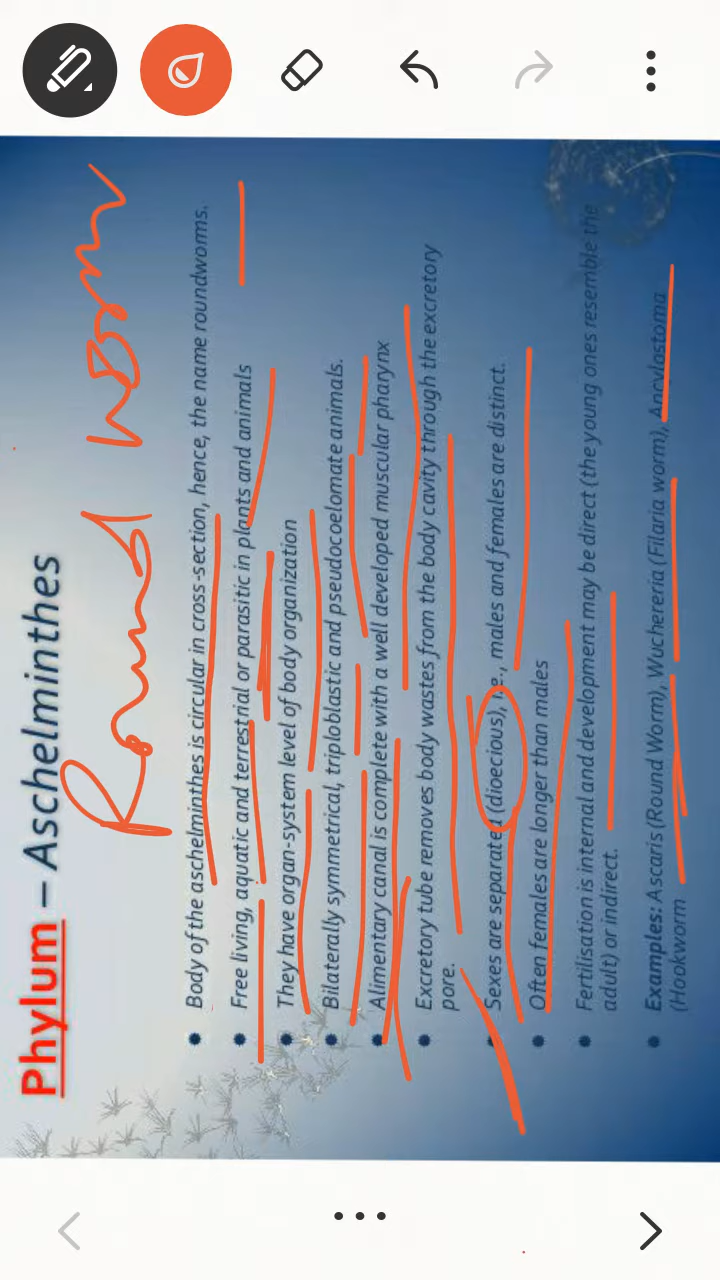 Phylum – Aschelminthes
Round worm
Body of the aschelminthes is circular in cross-section, hence, the name roundworms.
Free living, aquatic and terrestrial or parasitic in plants and animals
They have organ-system level of body organization
Bilaterally symmetrical, triploblastic and pseudocoelomate animals.
Alimentary canal is complete with a well developed muscular pharynx
Excretory tube removes body wastes from the body cavity through the excretory
pore.
Sexes are separated (dioecious), i.e., males and females are distinct.
Often females are longer than males
Fertilisation is internal and development may be direct (the young ones resemble the
adult) or indirect.
Examples: Ascaris (Round Worm), Wuchereria (Filaria worm), Ancylostoma
(Hookworm